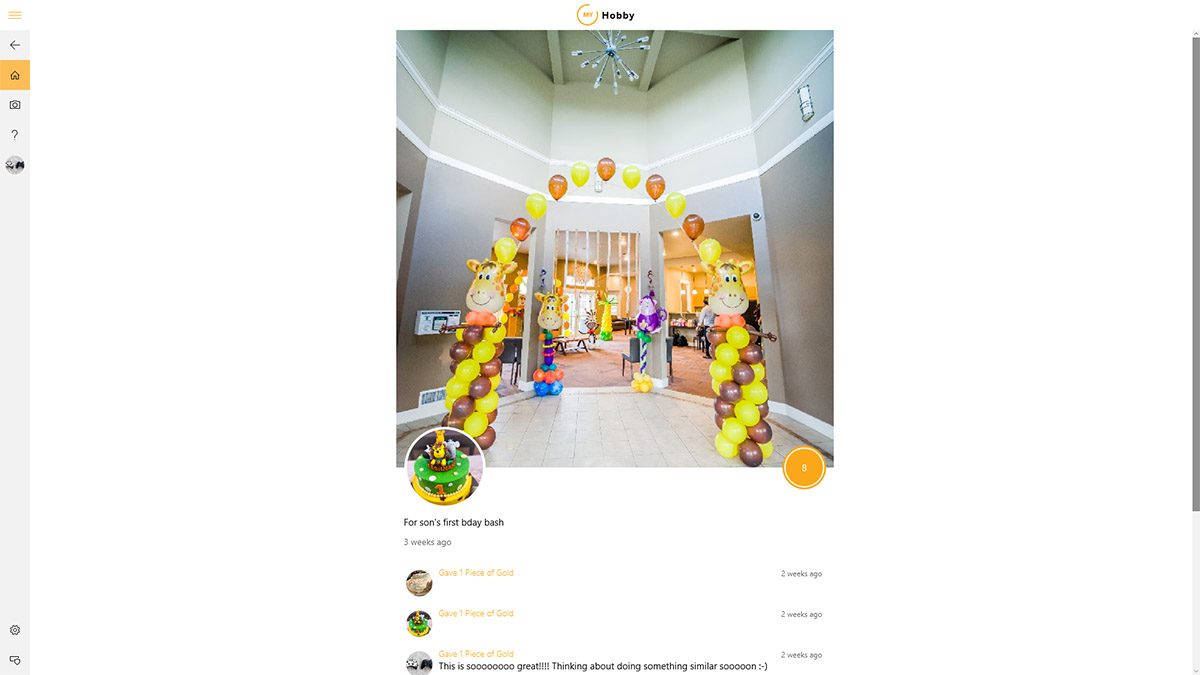 MY Hobby
8
For son's first bday bash
3 weeks ago
Gave 1 Piece of Gold
2 weeks ago
Gave 1 Piece of Gold
2 weeks ago
Gave 1 Piece of Gold
2 weeks ago
This is soooooooo great!!!! Thinking about doing something similar sooooon :-)